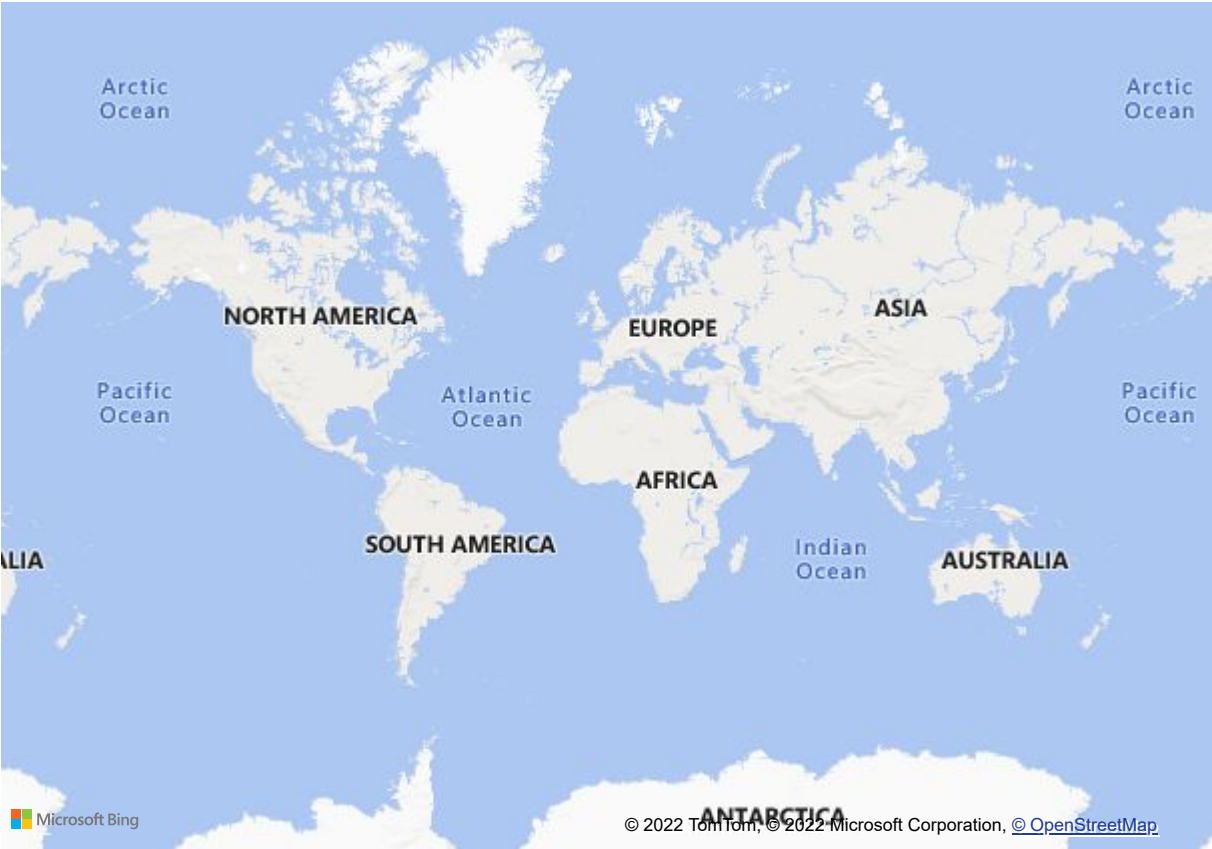 Arctic
Ocean
Arctic
Ocean
NORTH AMERICA
EUROPE
ASIA
Pacific
Ocean
Atlantic
Ocean
Pacific
Ocean
AFRICA
SOUTH AMERICA
Indian
Ocean
ALIA
AUSTRALIA
ANTARCTICA
Microsoft Bing
© 2022 TomTom, © 2022 Microsoft Corporation, © OpenStreetMap